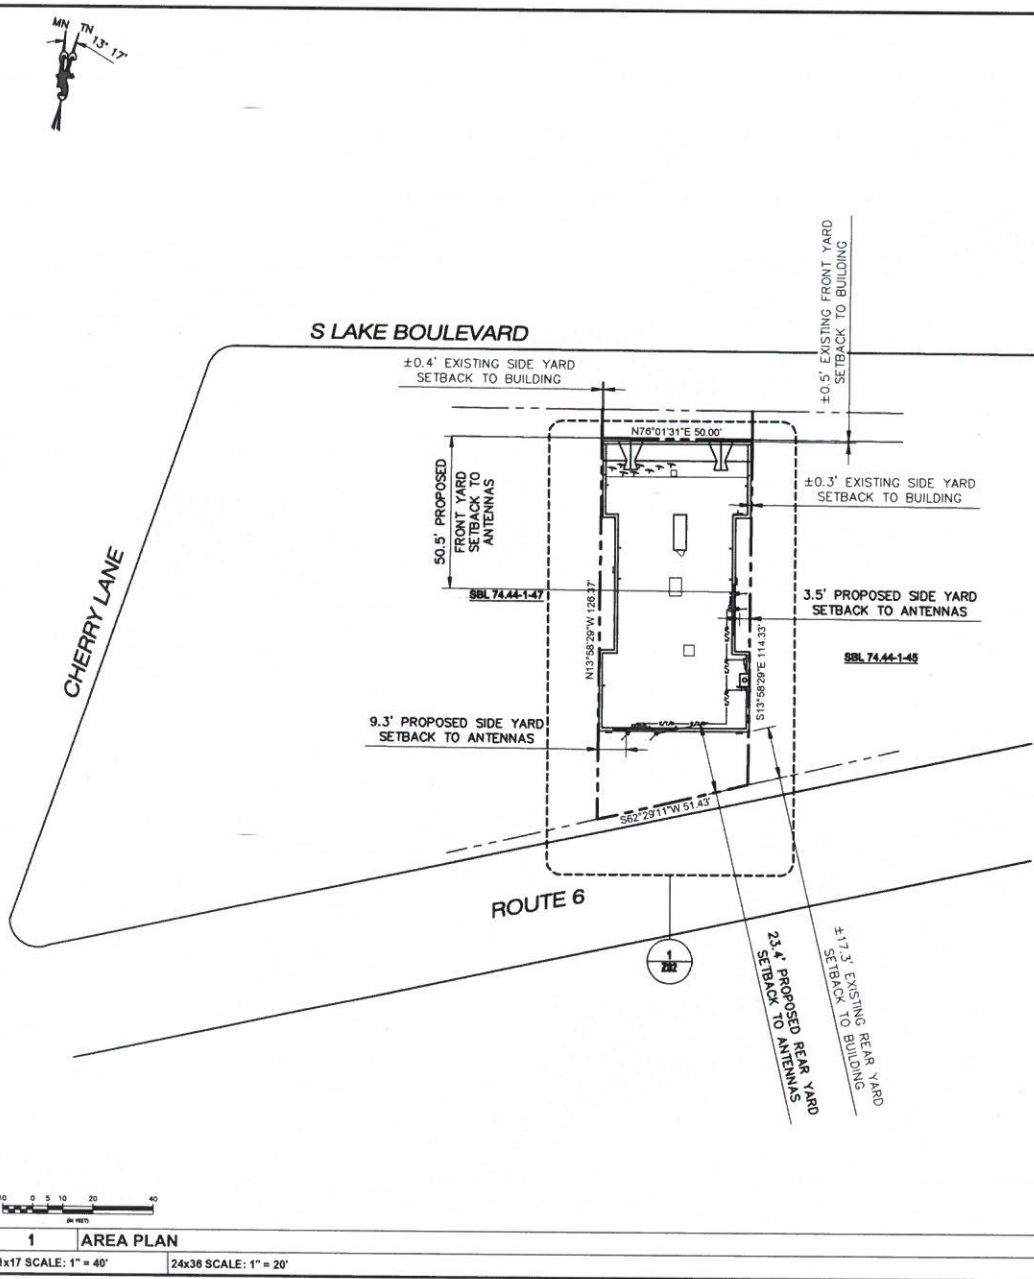 MN TN
13° 17'
±0.5' EXISTING FRONT YARD
SETBACK TO BUILDING
S LAKE BOULEVARD
±0.4' EXISTING SIDE YARD
SETBACK TO BUILDING
N76°01'31"E 50.00'
50.5' PROPOSED
FRONT YARD
SETBACK TO
ANTENNAS
±0.3' EXISTING SIDE YARD
SETBACK TO BUILDING
CHERRY LANE
SBL 74.44-1-47
N13°58'29"W 126.37'
3.5' PROPOSED SIDE YARD
SETBACK TO ANTENNAS
S13°58'29"E 114.33'
SBL 74.44-1-45
9.3' PROPOSED SIDE YARD
SETBACK TO ANTENNAS
S62°29'11"W 51.43'
ROUTE 6
1
Z02
23.4' PROPOSED REAR YARD
SETBACK TO ANTENNAS
±17.3' EXISTING REAR YARD
SETBACK TO BUILDING
0 5 10 20 40
(IN FEET)
1 AREA PLAN
1x17 SCALE: 1" = 40' 24x36 SCALE: 1" = 20'